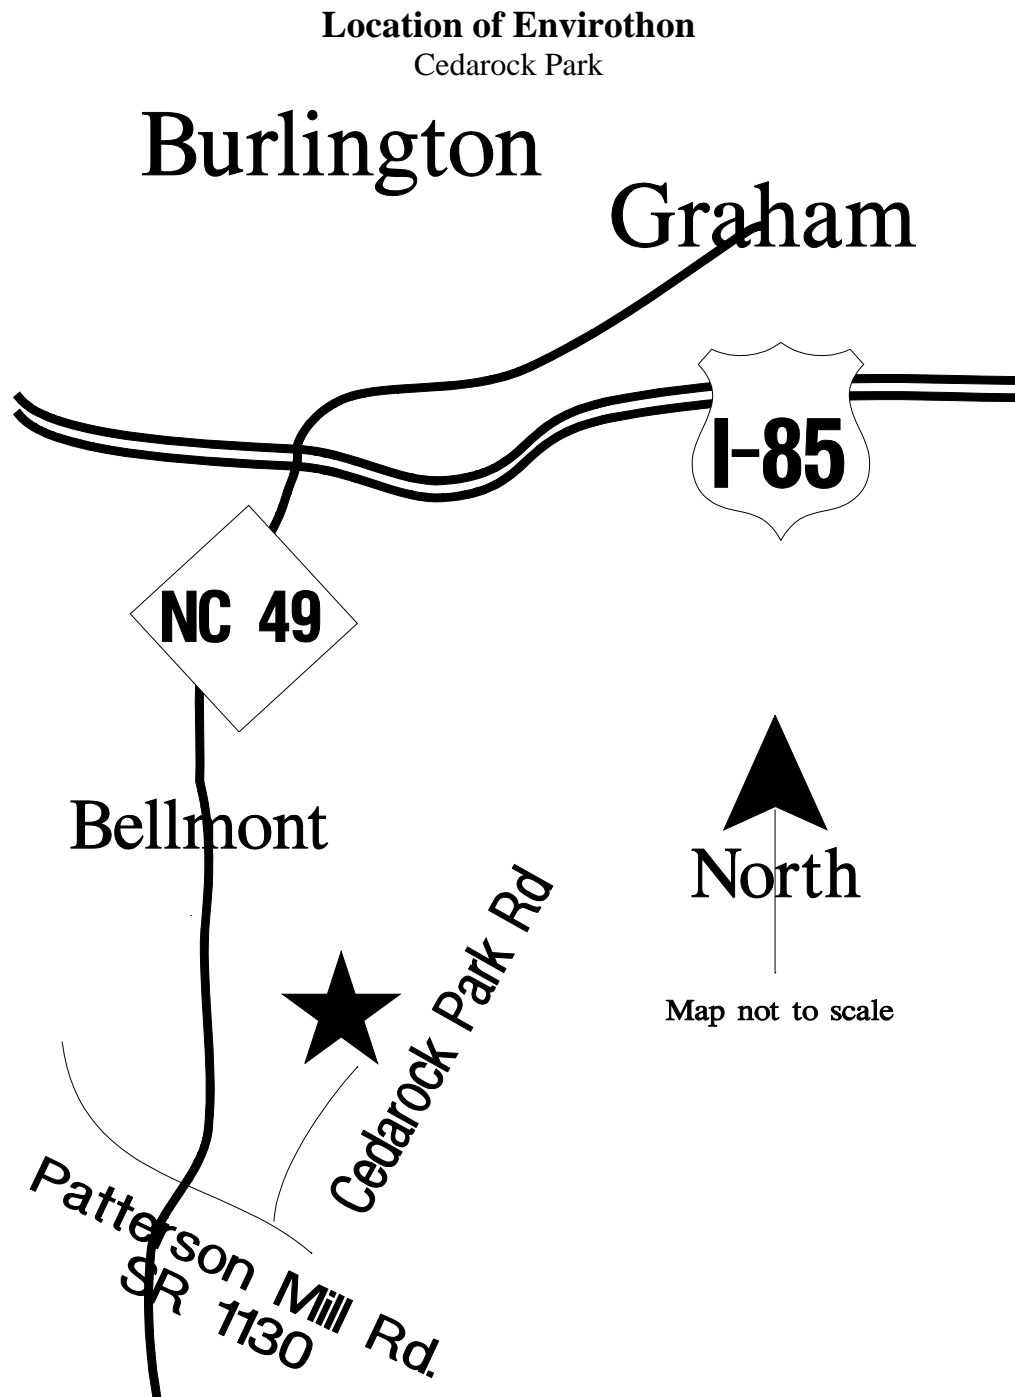 Location of Envirothon
Cedarock Park
Burlington
Graham
I-85
NC 49
Bellmont
North
Map not to scale
Cedarock Park Rd
Patterson Mill Rd.
SR 1130